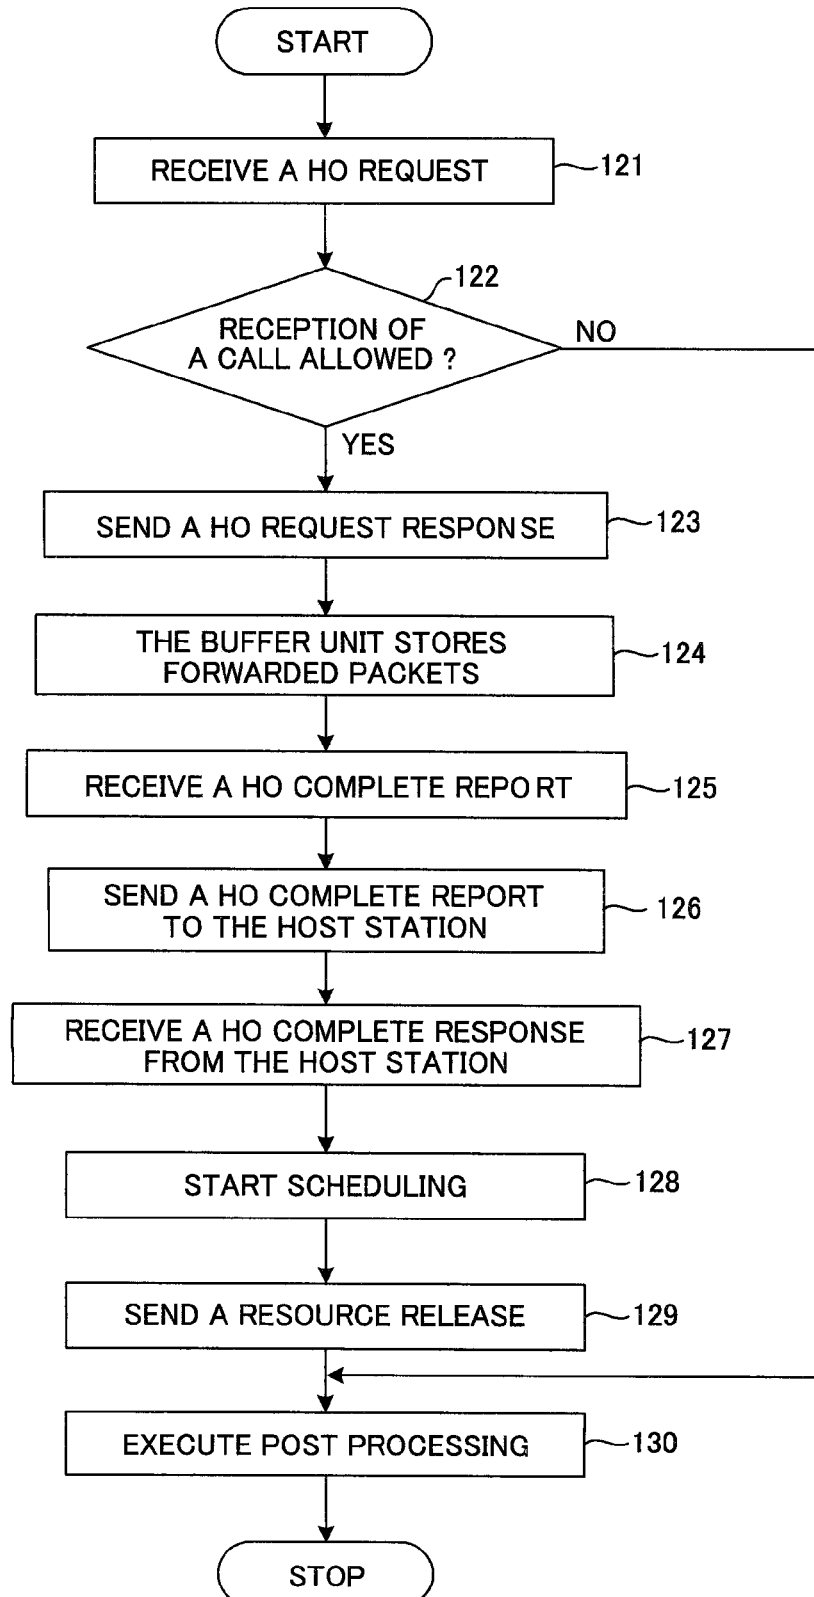 START
RECEIVE A HO REQUEST
121
122
RECEPTION OF
A CALL ALLOWED ?
NO
YES
SEND A HO REQUEST RESPONSE
123
THE BUFFER UNIT STORES
FORWARDED PACKETS
124
RECEIVE A HO COMPLETE REPORT
125
SEND A HO COMPLETE REPORT
TO THE HOST STATION
126
RECEIVE A HO COMPLETE RESPONSE
FROM THE HOST STATION
127
START SCHEDULING
128
SEND A RESOURCE RELEASE
129
EXECUTE POST PROCESSING
130
STOP